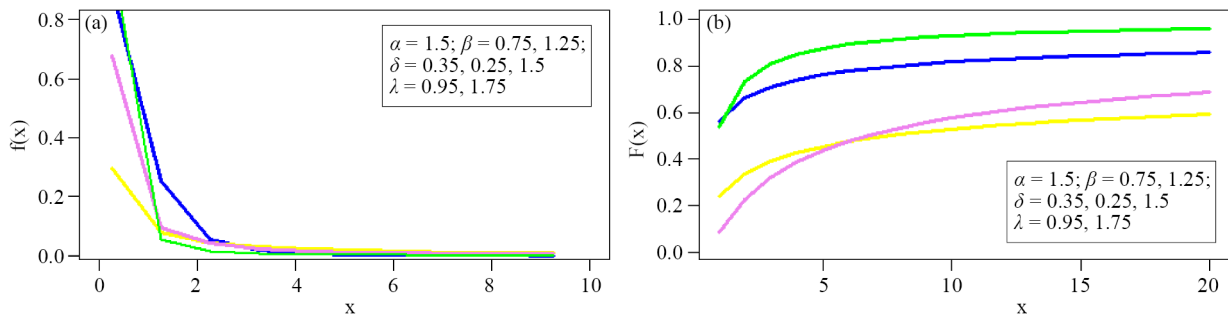 (a)
α = 1.5; β = 0.75, 1.25;
δ = 0.35, 0.25, 1.5
λ = 0.95, 1.75
f(x)
0.8
0.6
0.4
0.2
0.0
0 2 4 6 8 10
x
(b)
α = 1.5; β = 0.75, 1.25;
δ = 0.35, 0.25, 1.5
λ = 0.95, 1.75
F(x)
1.0
0.8
0.6
0.4
0.2
0.0
5 10 15 20
x